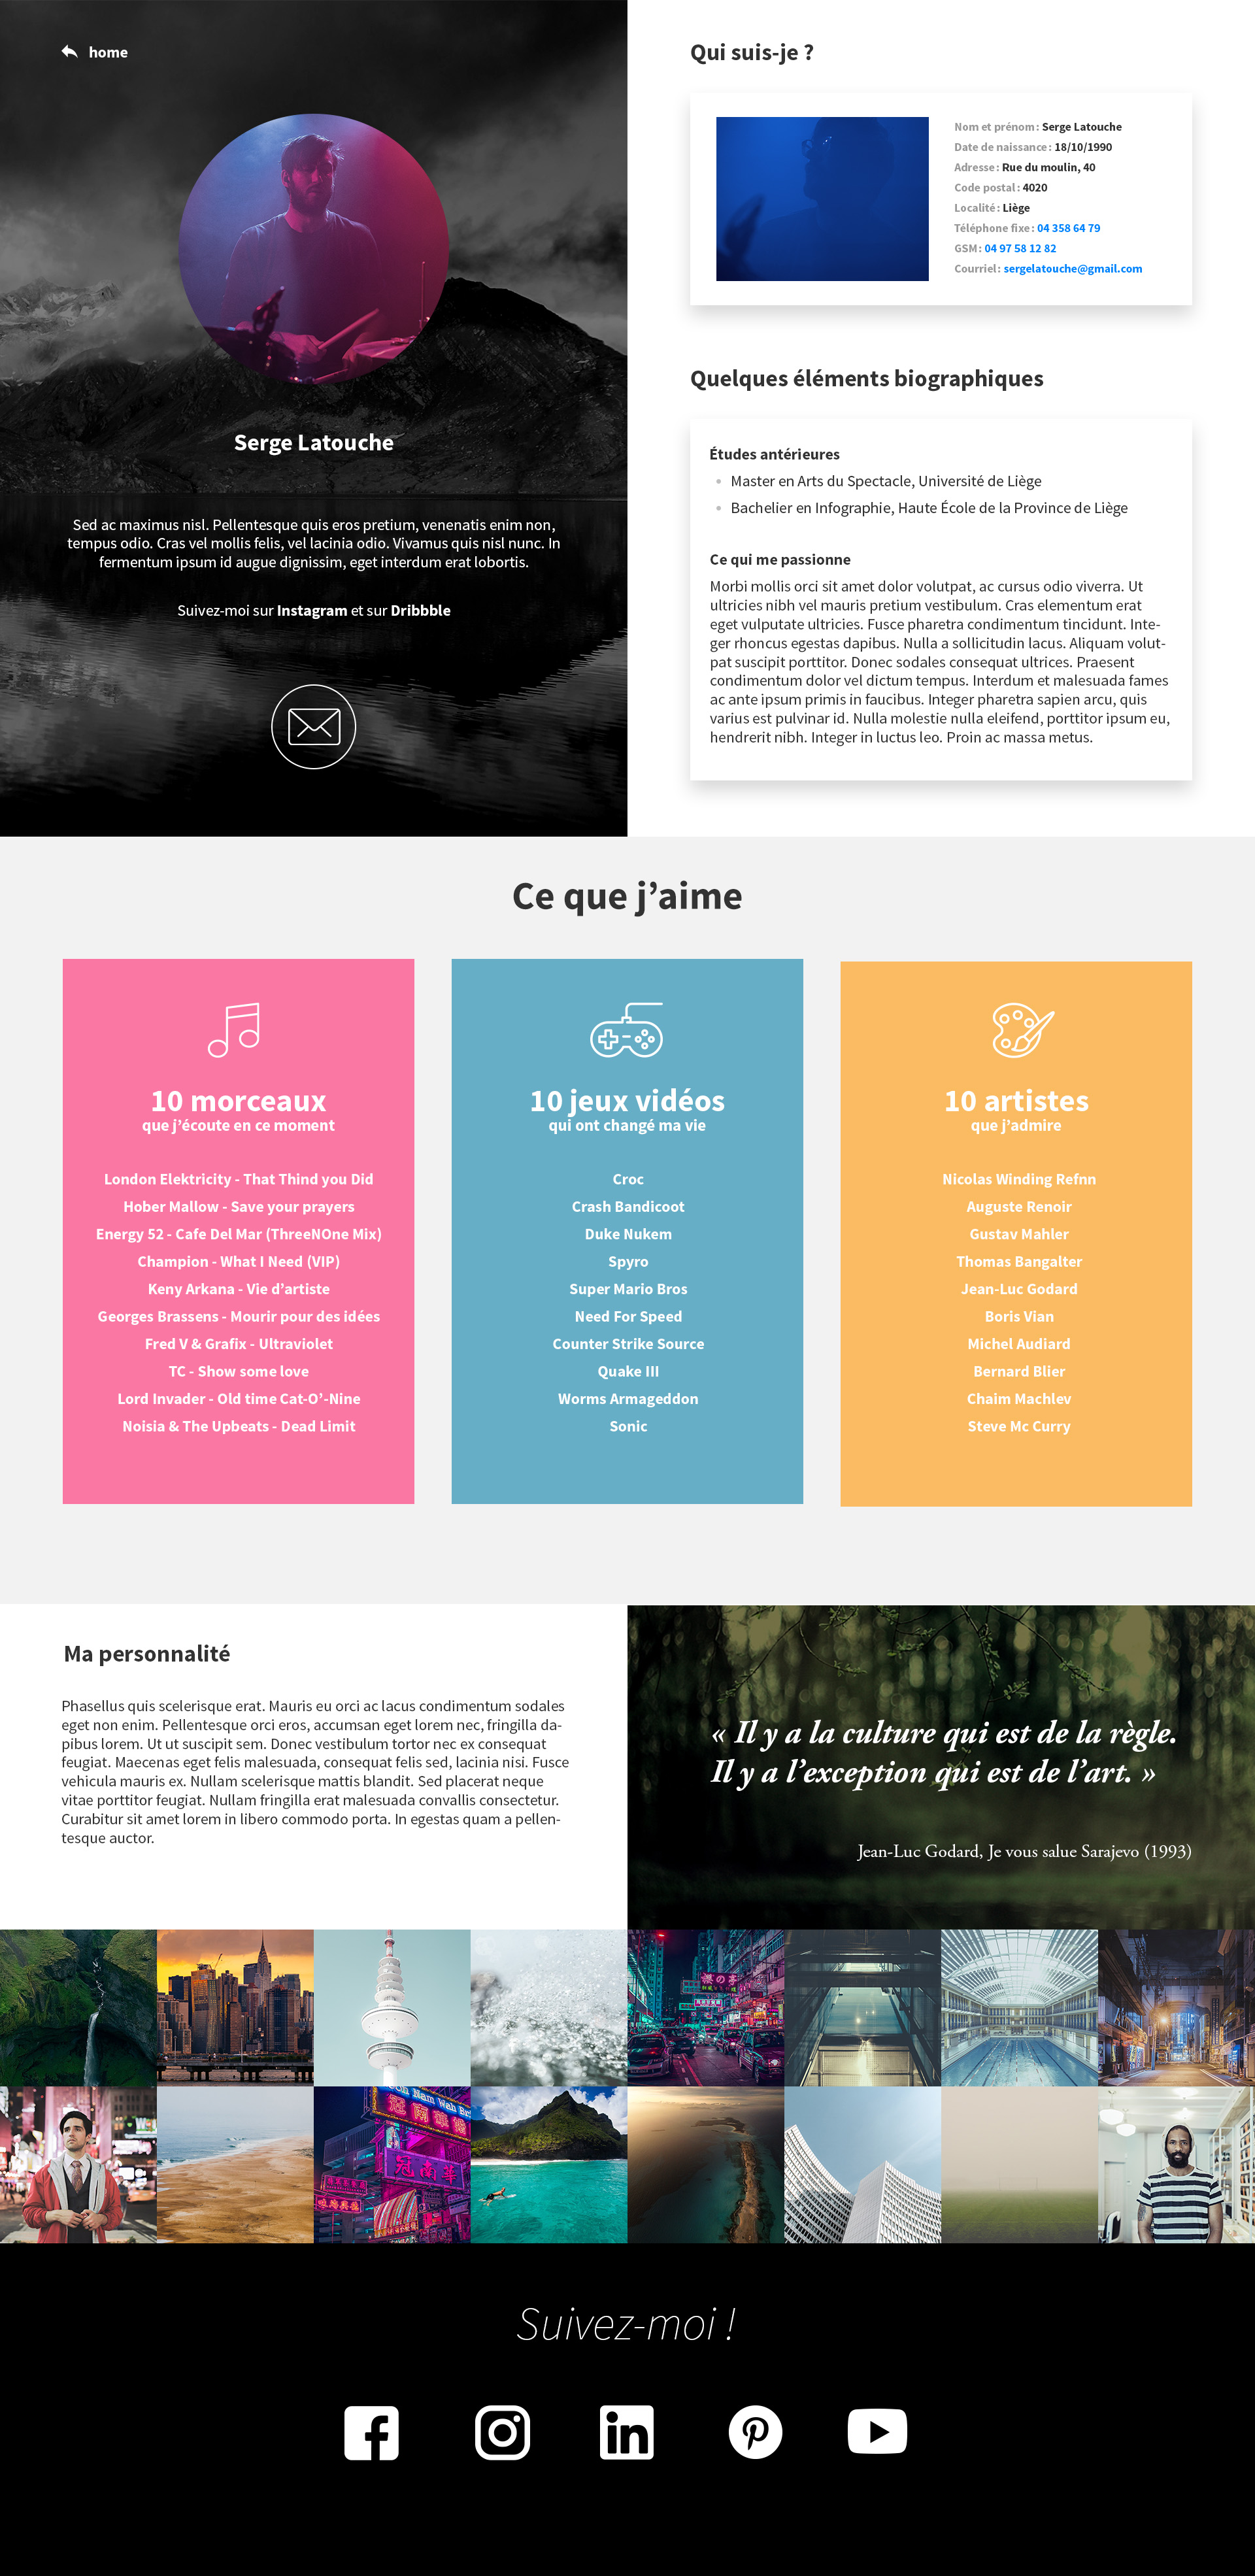 home
Serge Latouche
Sed ac maximus nisl. Pellentesque quis eros pretium, venenatis enim non,
tempus odio. Cras vel mollis felis, vel lacinia odio. Vivamus quis nisl nunc. In
fermentum ipsum id augue dignissim, eget interdum erat lobortis.
Suivez-moi sur Instagram et sur Dribbble
Qui suis-je ?
Nom et prénom : Serge Latouche
Date de naissance : 18/10/1990
Adresse : Rue du moulin, 40
Code postal : 4020
Localité : Liège
Téléphone fixe : 04 358 64 79
GSM : 04 97 58 12 82
Courriel : sergelatouche@gmail.com
Quelques éléments biographiques
Études antérieures
• Master en Arts du Spectacle, Université de Liège
• Bachelier en Infographie, Haute École de la Province de Liège
Ce qui me passionne
Morbi mollis orci sit amet dolor volutpat, ac cursus odio viverra. Ut
ultricies nibh vel mauris pretium vestibulum. Cras elementum erat
eget vulputate ultricies. Fusce pharetra condimentum tincidunt. Inte-
ger rhoncus egestas dapibus. Nulla a sollicitudin lacus. Aliquam volut-
pat suscipit porttitor. Donec sodales consequat ultrices. Praesent
condimentum dolor vel dictum tempus. Interdum et malesuada fames
ac ante ipsum primis in faucibus. Integer pharetra sapien arcu, quis
varius est pulvinar id. Nulla molestie nulla eleifend, porttitor ipsum eu,
hendrerit nibh. Integer in luctus leo. Proin ac massa metus.
Ce que j’aime
10 morceaux
que j’écoute en ce moment
London Elektricity - That Thind you Did
Hober Mallow - Save your prayers
Energy 52 - Cafe Del Mar (ThreeNOne Mix)
Champion - What I Need (VIP)
Keny Arkana - Vie d’artiste
Georges Brassens - Mourir pour des idées
Fred V & Grafix - Ultraviolet
TC - Show some love
Lord Invader - Old time Cat-O’-Nine
Noisia & The Upbeats - Dead Limit
10 jeux vidéos
qui ont changé ma vie
Croc
Crash Bandicoot
Duke Nukem
Spyro
Super Mario Bros
Need For Speed
Counter Strike Source
Quake III
Worms Armageddon
Sonic
10 artistes
que j’admire
Nicolas Winding Refnn
Auguste Renoir
Gustav Mahler
Thomas Bangalter
Jean-Luc Godard
Boris Vian
Michel Audiard
Bernard Blier
Chaim Machlev
Steve Mc Curry
Ma personnalité
Phasellus quis scelerisque erat. Mauris eu orci ac lacus condimentum sodales
eget non enim. Pellentesque orci eros, accumsan eget lorem nec, fringilla da-
pibus lorem. Ut ut suscipit sem. Donec vestibulum tortor nec ex consequat
feugiat. Maecenas eget felis malesuada, consequat felis sed, lacinia nisi. Fusce
vehicula mauris ex. Nullam scelerisque mattis blandit. Sed placerat neque
vitae porttitor feugiat. Nullam fringilla erat malesuada convallis consectetur.
Curabitur sit amet lorem in libero commodo porta. In egestas quam a pellen-
tesque auctor.
« Il y a la culture qui est de la règle.
Il y a l’exception qui est de l’art. »
Jean-Luc Godard, Je vous salue Sarajevo (1993)
Nam Wah
冠南華
冠南華
Suivez-moi !